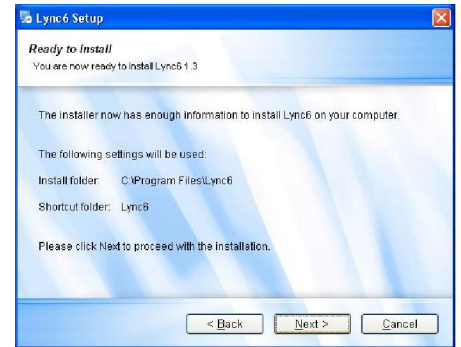 Lync6 Setup
Ready to Install
You are now ready to install Lync6 1.3
The installer now has enough information to install Lync6 on your computer.
The following settings will be used:
Install folder: C:\Program Files\Lync6
Shortcut folder: Lync6
Please click Next to proceed with the installation.
< Back Next > Cancel